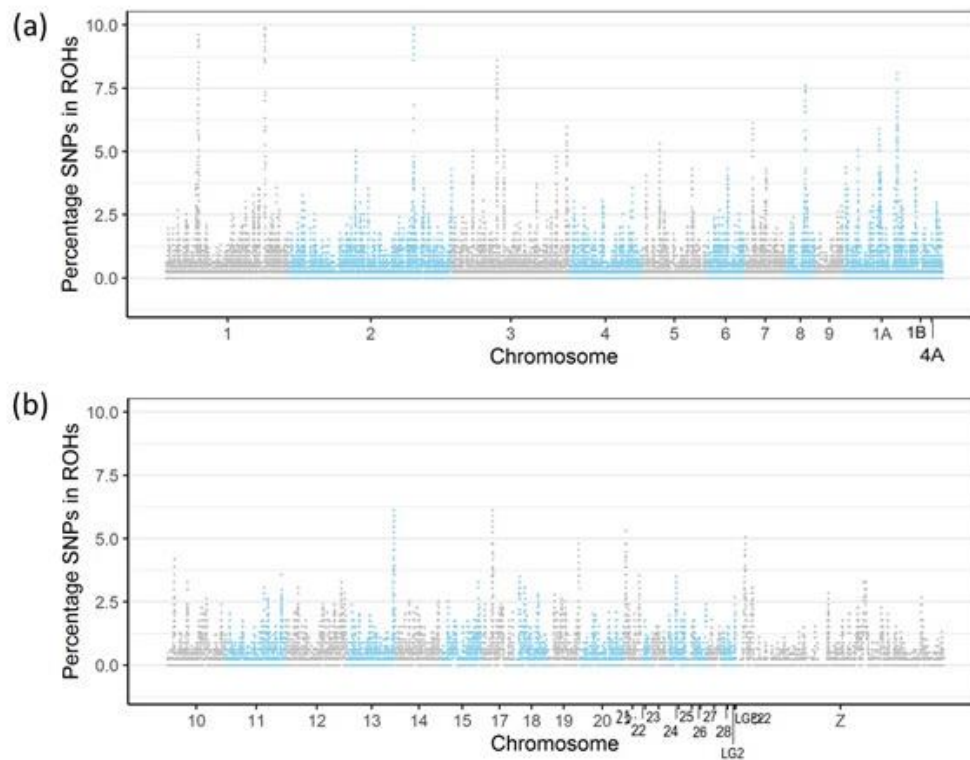 (a)
Percentage SNPs in ROHs
10.0
7.5
5.0
2.5
0.0
1 2 3 4 5 6 7 8 9 1A 1B
4A
Chromosome
(b)
Percentage SNPs in ROHs
10.0
7.5
5.0
2.5
0.0
10 11 12 13 14 15 17 18 19 20 21 23 25 27 Z
22 24 26 28
LG2
Chromosome